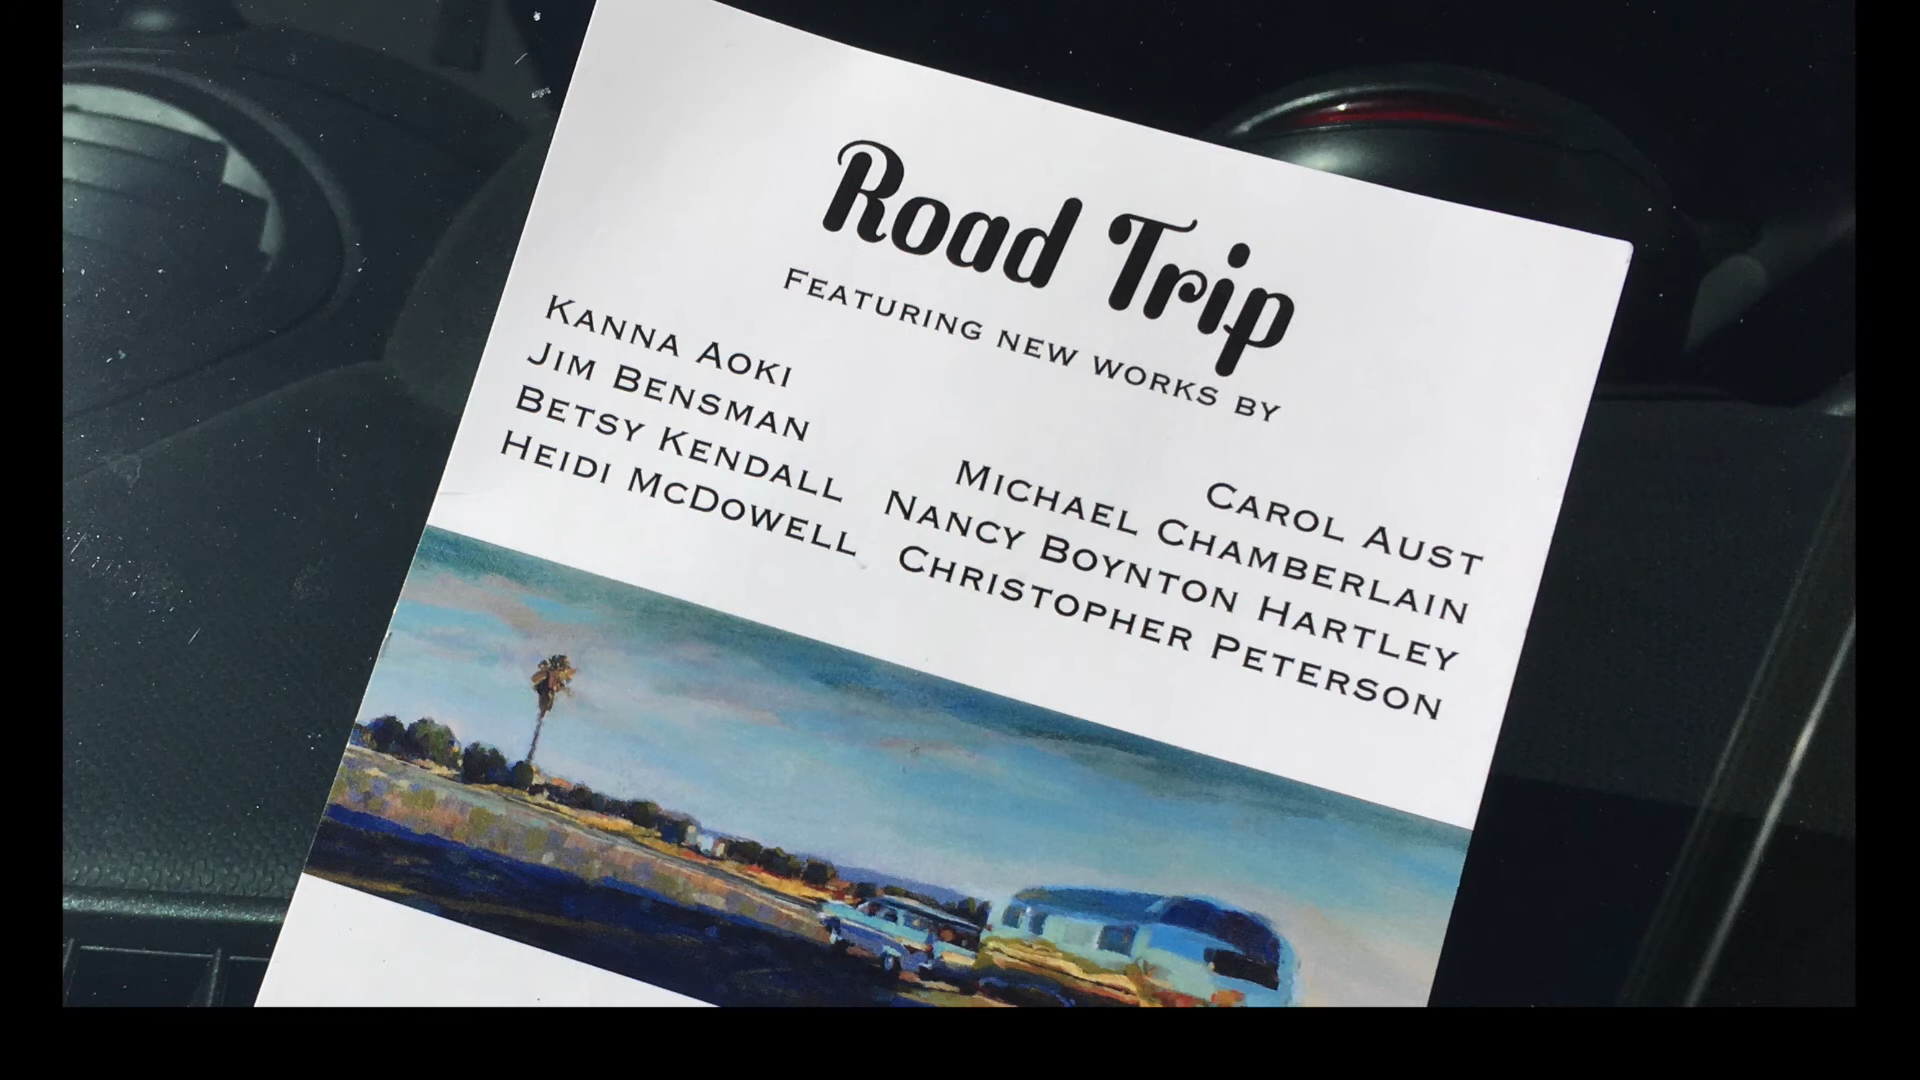 Road Trip
Featuring new works by
Kanna Aoki
Jim Bensman
Betsy Kendall
Heidi McDowell
Carol Aust
Michael Chamberlain
Nancy Boynton Hartley
Christopher Peterson